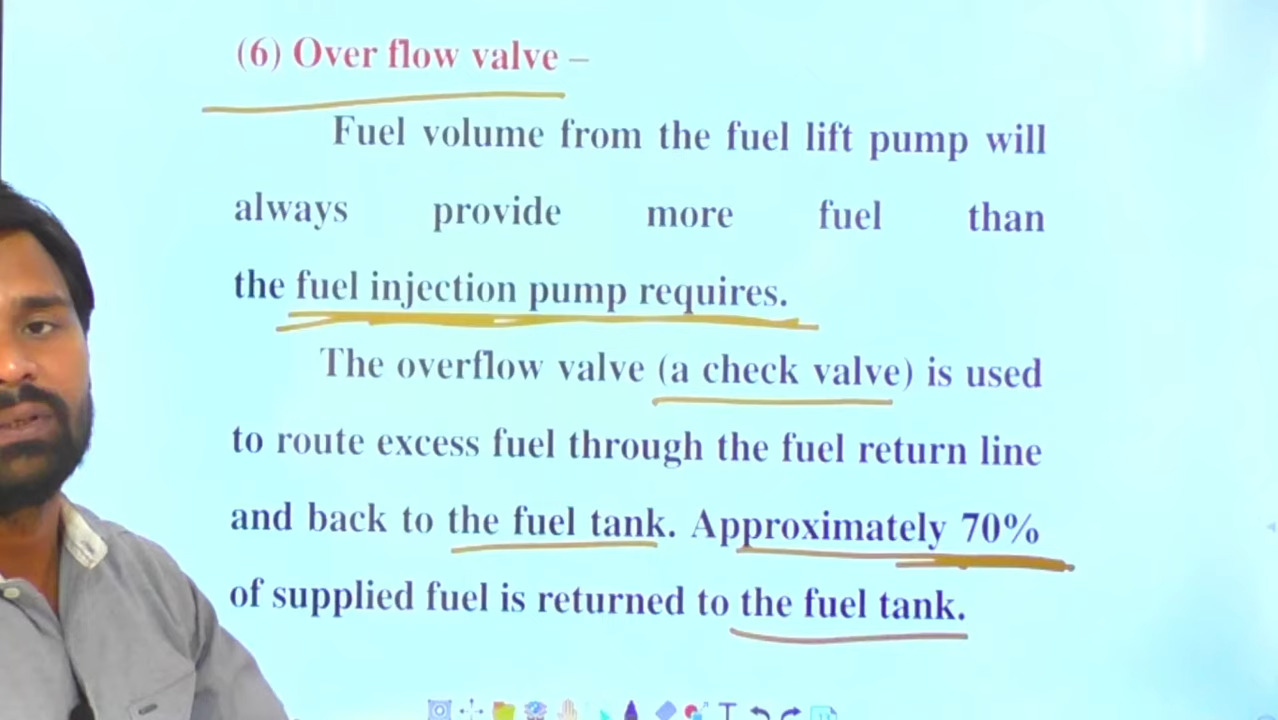 (6) Over flow valve –
Fuel volume from the fuel lift pump will
always provide more fuel than
the fuel injection pump requires.
The overflow valve (a check valve) is used
to route excess fuel through the fuel return line
and back to the fuel tank. Approximately 70%
of supplied fuel is returned to the fuel tank.